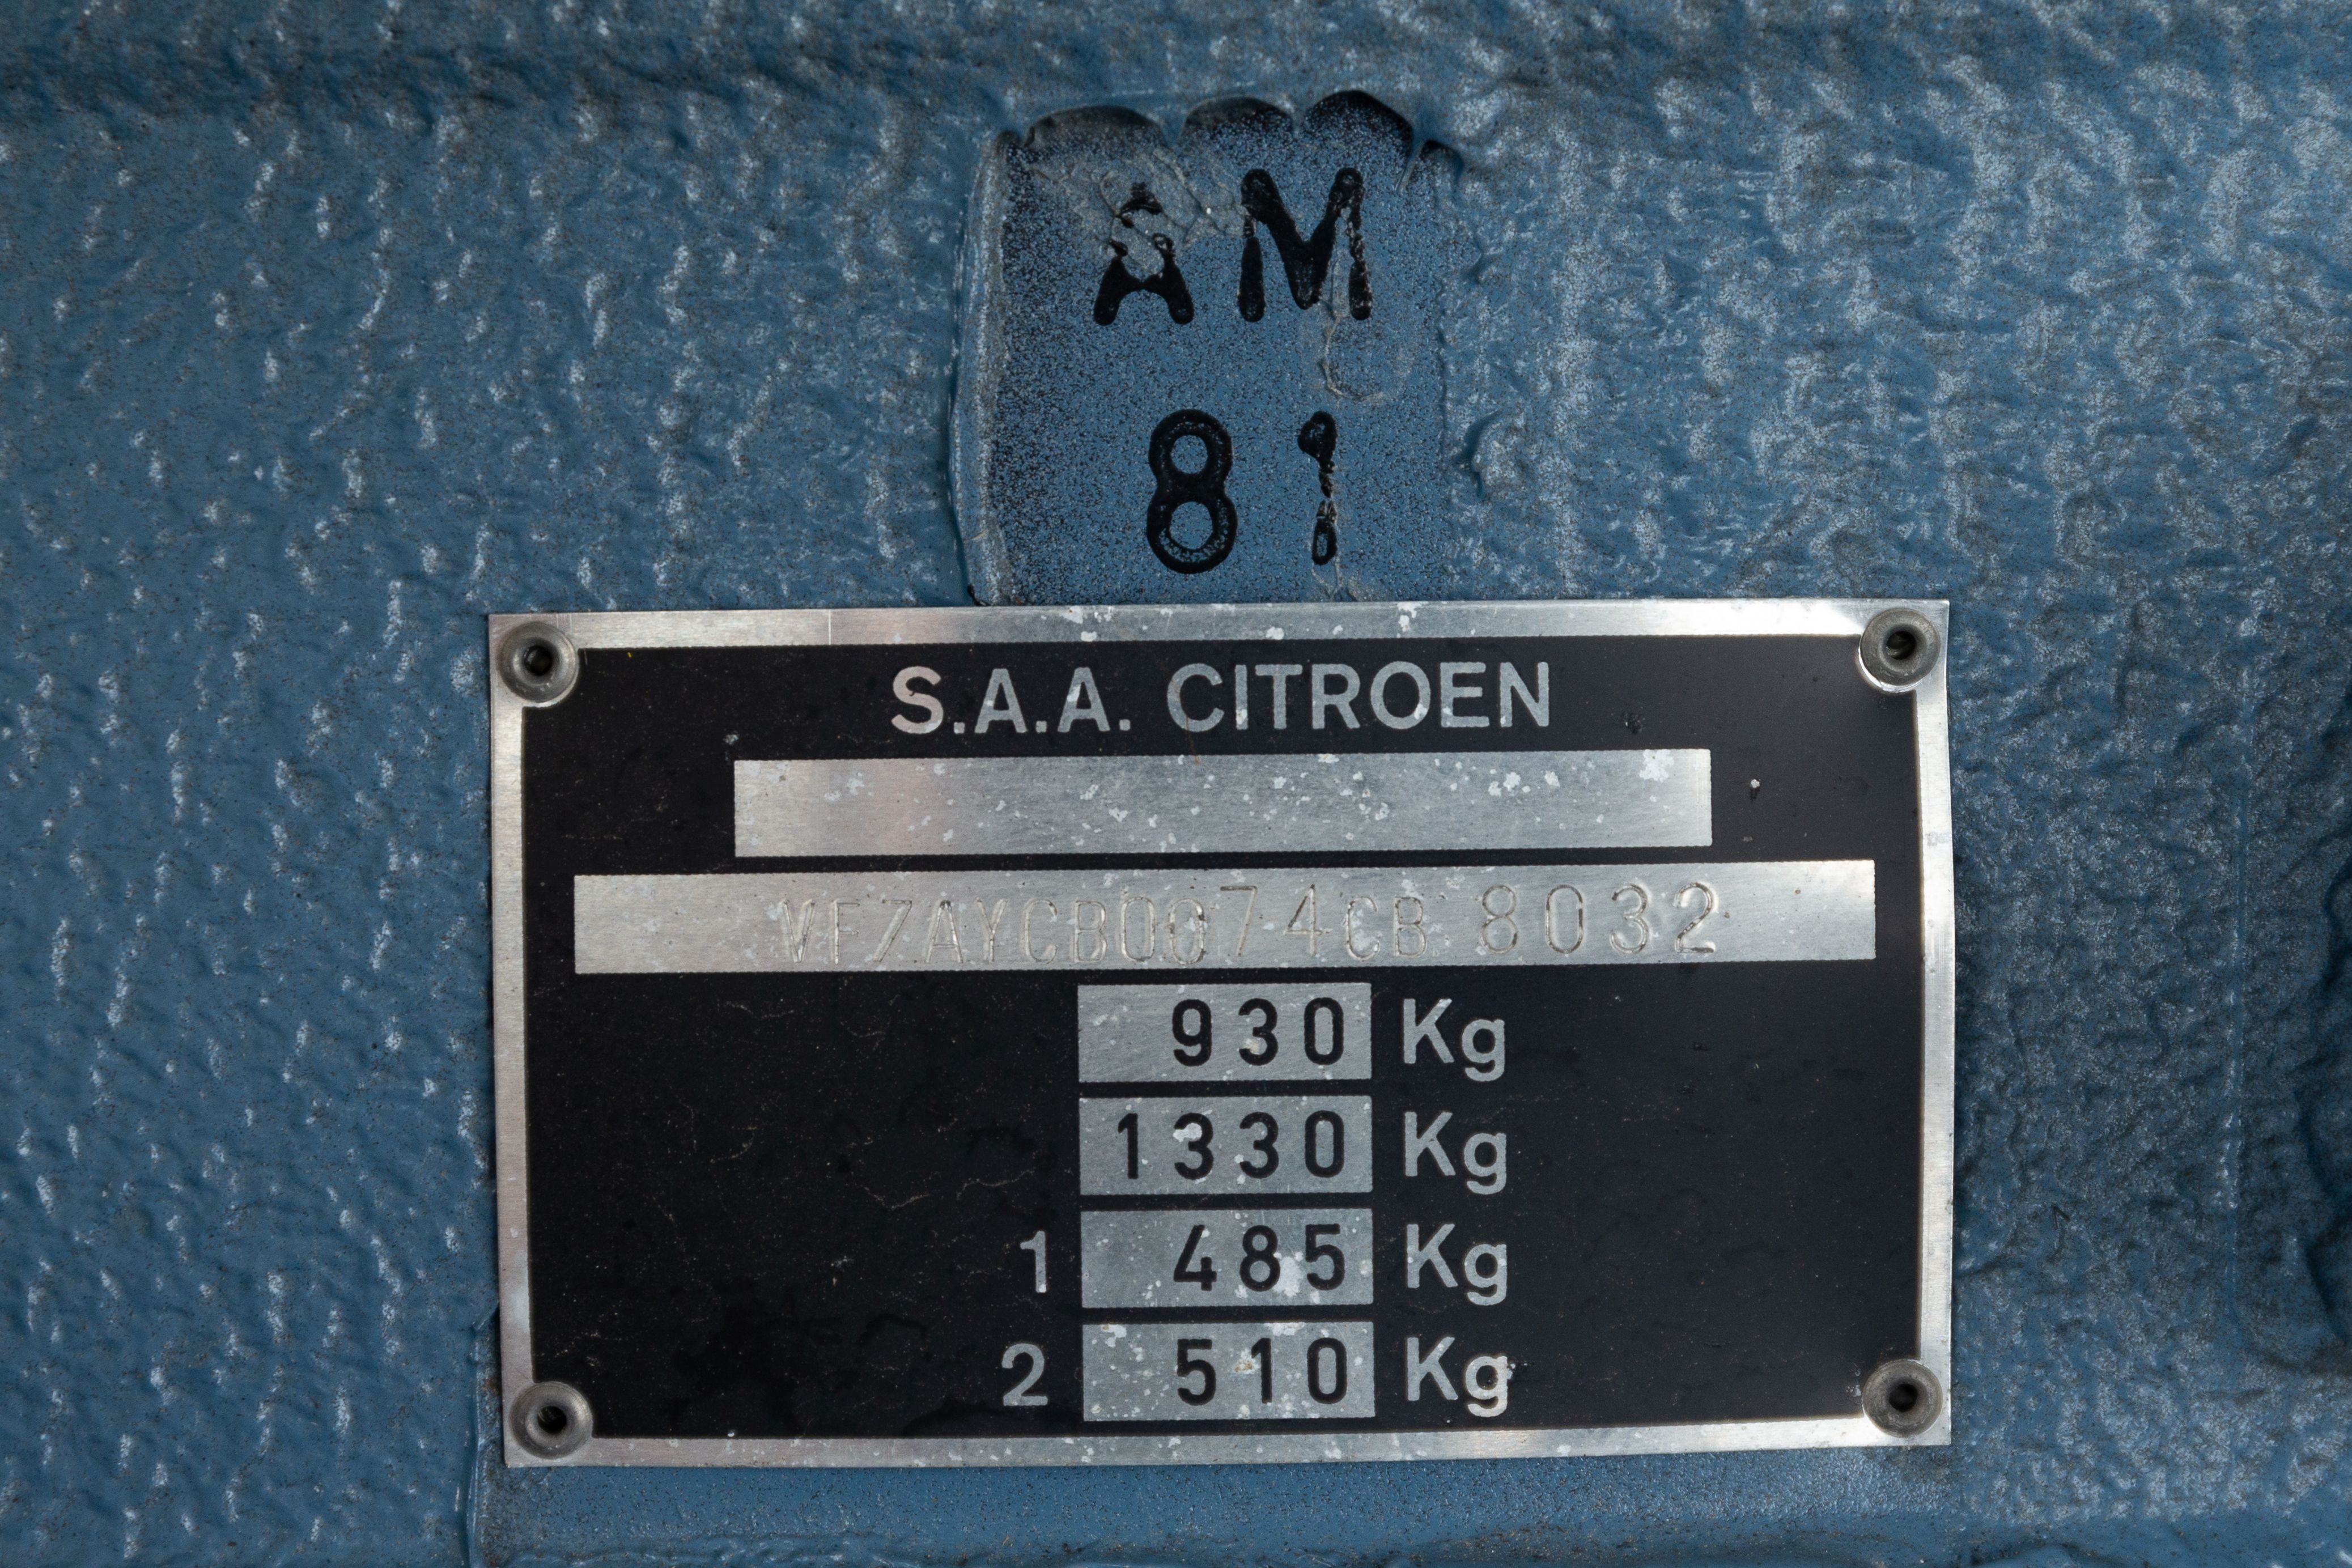 AM
81
S.A.A. CITROEN
VF7AYCB0074CB 8032
930 Kg
1330 Kg
1 485 Kg
2 510 Kg